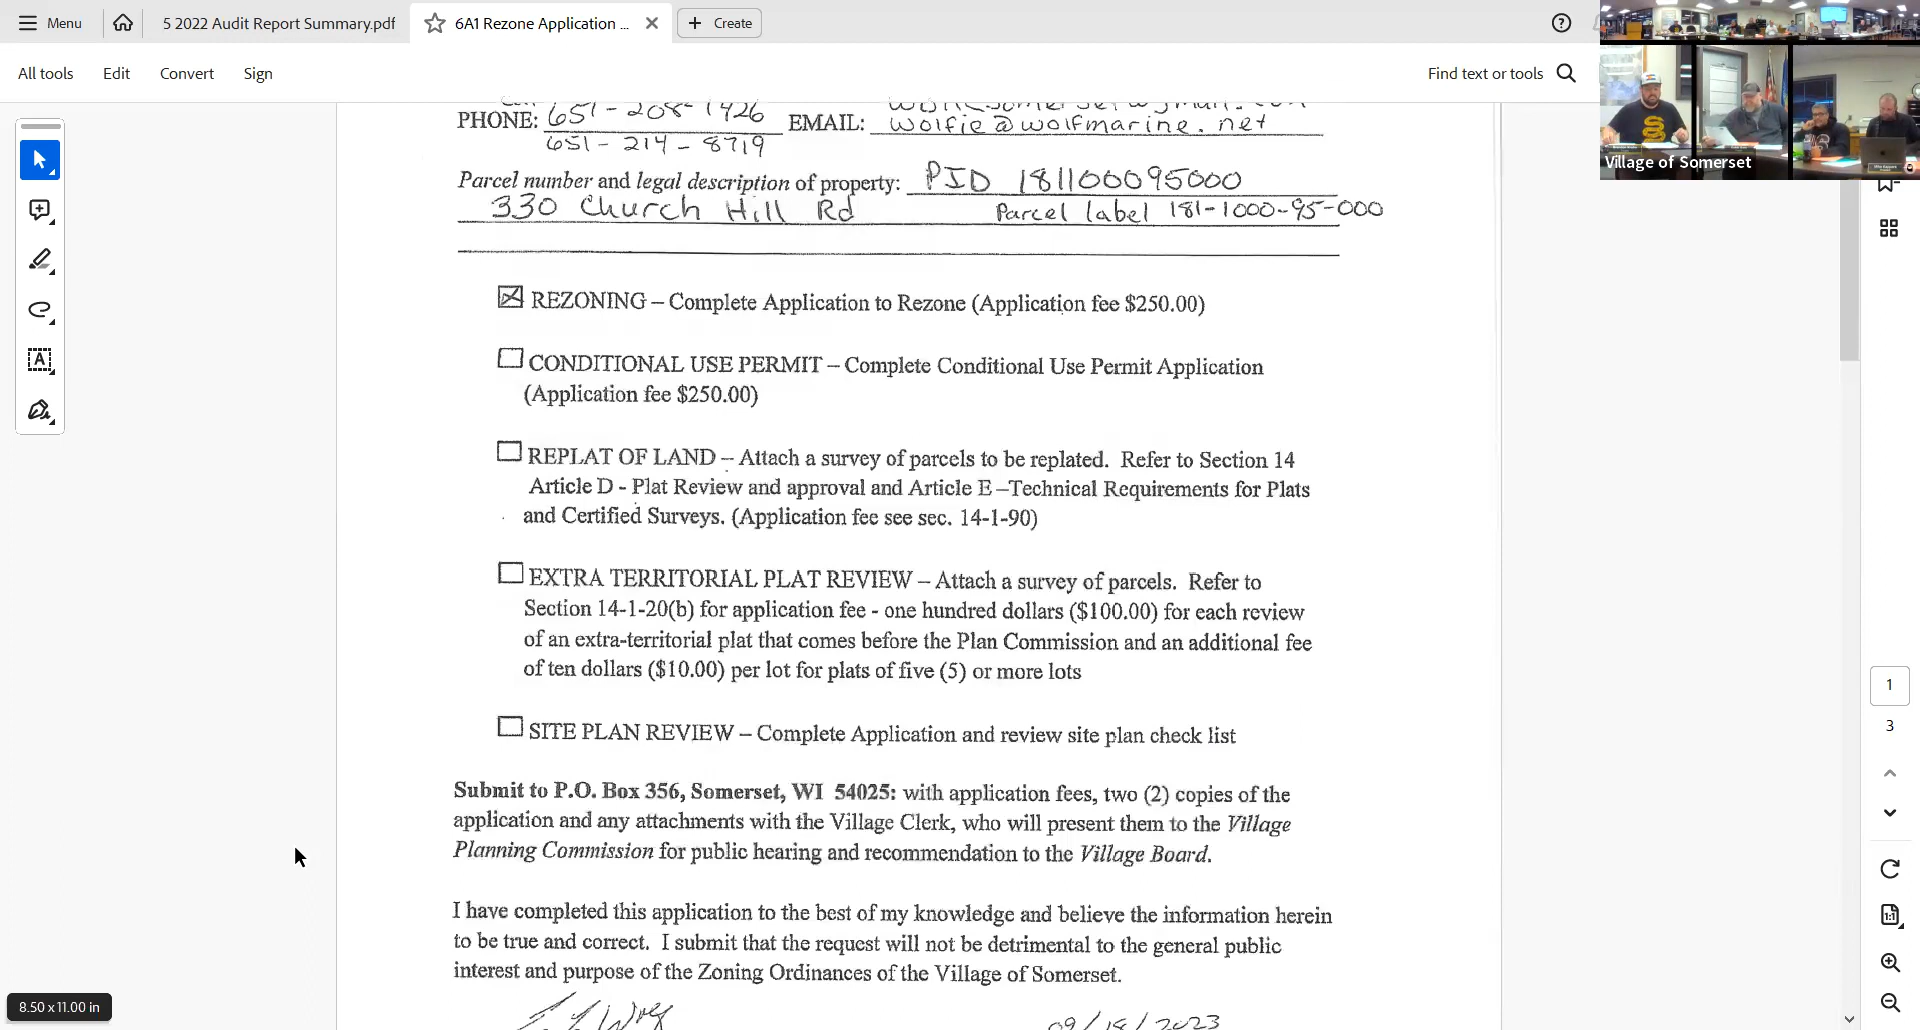 Menu
5 2022 Audit Report Summary.pdf
6A1 Rezone Application ...
Create
All tools Edit Convert Sign
Find text or tools
Village of Somerset
PHONE: 651-208-1426 EMAIL: wolfie@wolfmarine.net
651-214-8719
Parcel number and legal description of property: PID 181100095000
330 Church Hill Rd Parcel label 181-1000-95-000
REZONING – Complete Application to Rezone (Application fee $250.00)
CONDITIONAL USE PERMIT – Complete Conditional Use Permit Application
(Application fee $250.00)
REPLAT OF LAND – Attach a survey of parcels to be replated. Refer to Section 14
Article D - Plat Review and approval and Article E –Technical Requirements for Plats
and Certified Surveys. (Application fee see sec. 14-1-90)
EXTRA TERRITORIAL PLAT REVIEW – Attach a survey of parcels. Refer to
Section 14-1-20(b) for application fee - one hundred dollars ($100.00) for each review
of an extra-territorial plat that comes before the Plan Commission and an additional fee
of ten dollars ($10.00) per lot for plats of five (5) or more lots
SITE PLAN REVIEW – Complete Application and review site plan check list
Submit to P.O. Box 356, Somerset, WI 54025: with application fees, two (2) copies of the
application and any attachments with the Village Clerk, who will present them to the Village
Planning Commission for public hearing and recommendation to the Village Board.
I have completed this application to the best of my knowledge and believe the information herein
to be true and correct. I submit that the request will not be detrimental to the general public
interest and purpose of the Zoning Ordinances of the Village of Somerset.
09/18/2023
8.50 x 11.00 in
1
3